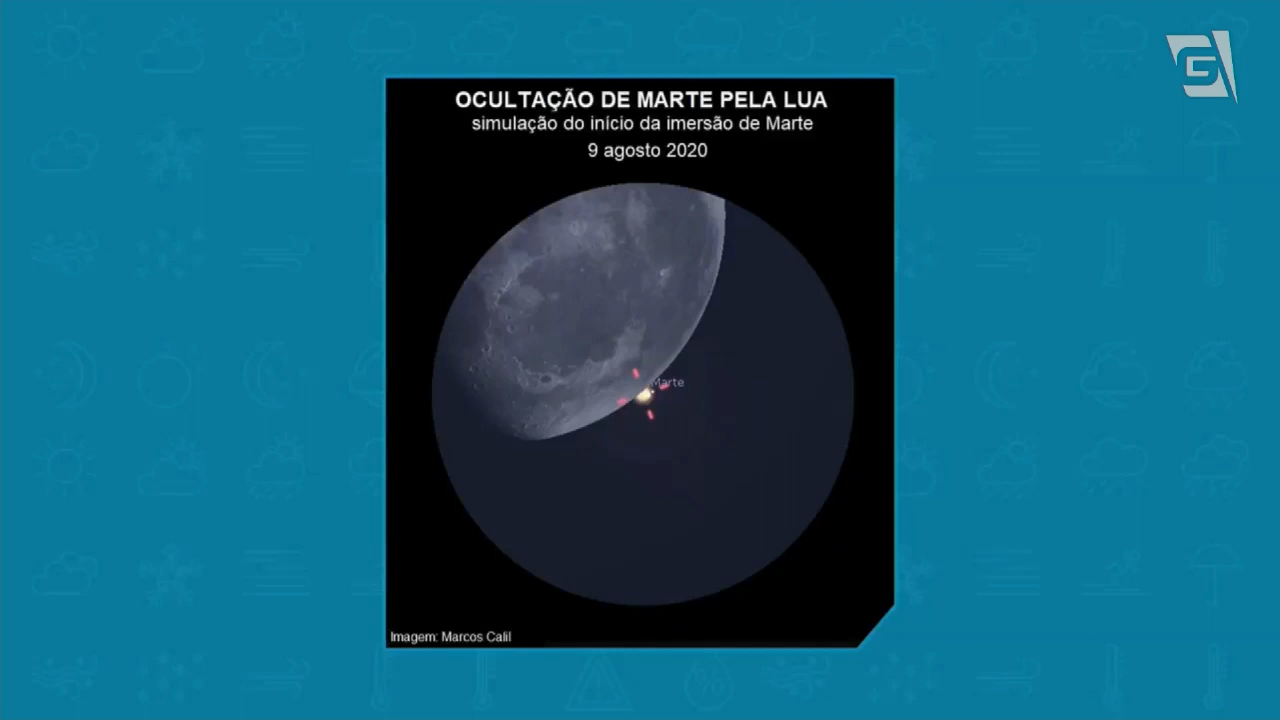 OCULTAÇÃO DE MARTE PELA LUA
simulação do início da imersão de Marte
9 agosto 2020
Marte
Imagem: Marcos Calil